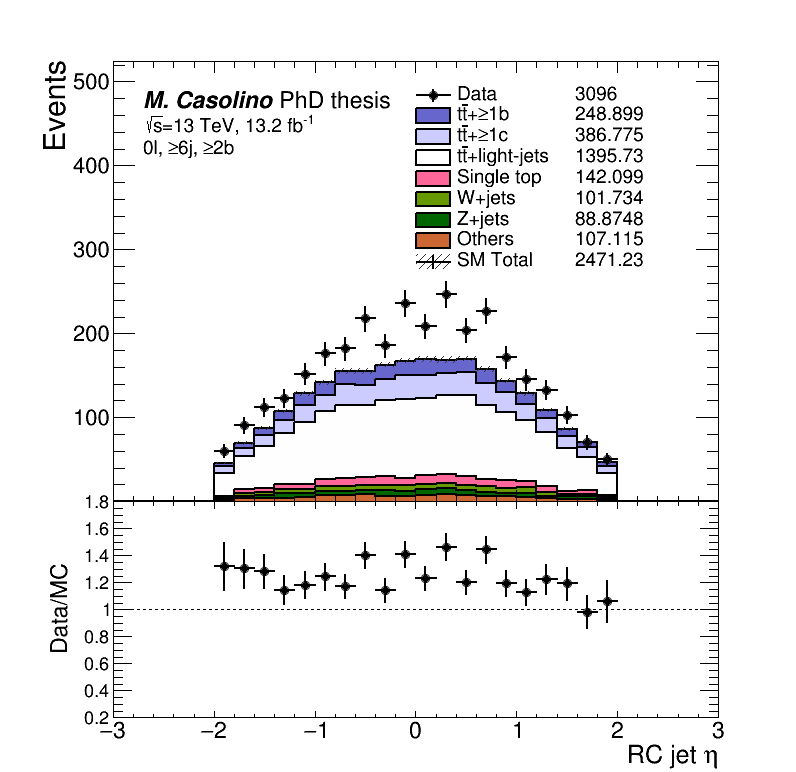 Events
500
400
300
200
100
M. Casolino PhD thesis
√s=13 TeV, 13.2 fb⁻¹
0l, ≥6j, ≥2b
Data 3096
tt̄+≥1b 248.899
tt̄+≥1c 386.775
tt̄+light-jets 1395.73
Single top 142.099
W+jets 101.734
Z+jets 88.8748
Others 107.115
SM Total 2471.23
Data/MC
1.8
1.6
1.4
1.2
1
0.8
0.6
0.4
0.2
−3 −2 −1 0 1 2 3
RC jet η